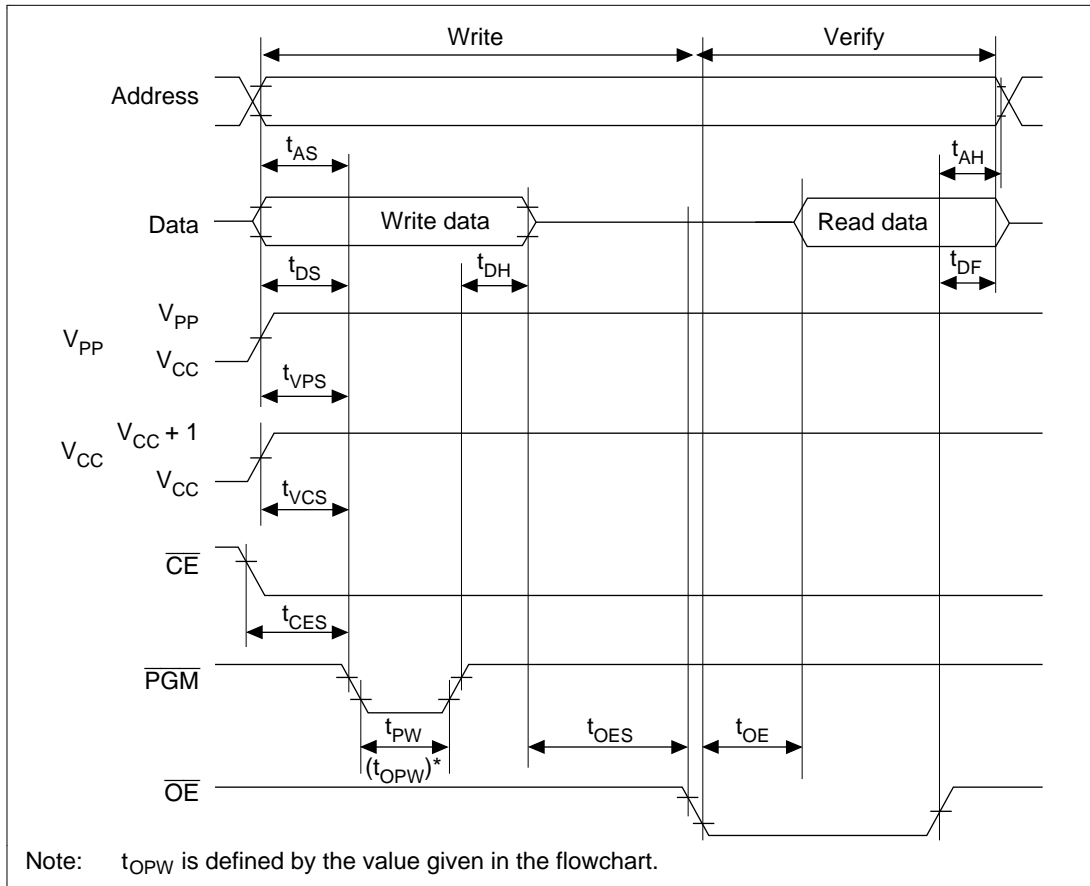 Write Verify
Address
tAS tAH
Data Write data Read data
tDS tDH tDF
VPP
VPP
VCC
tVPS
VCC + 1
VCC
VCC
tVCS
CE
tCES
PGM
tPW tOES tOE
(tOPW)*
OE
Note: tOPW is defined by the value given in the flowchart.